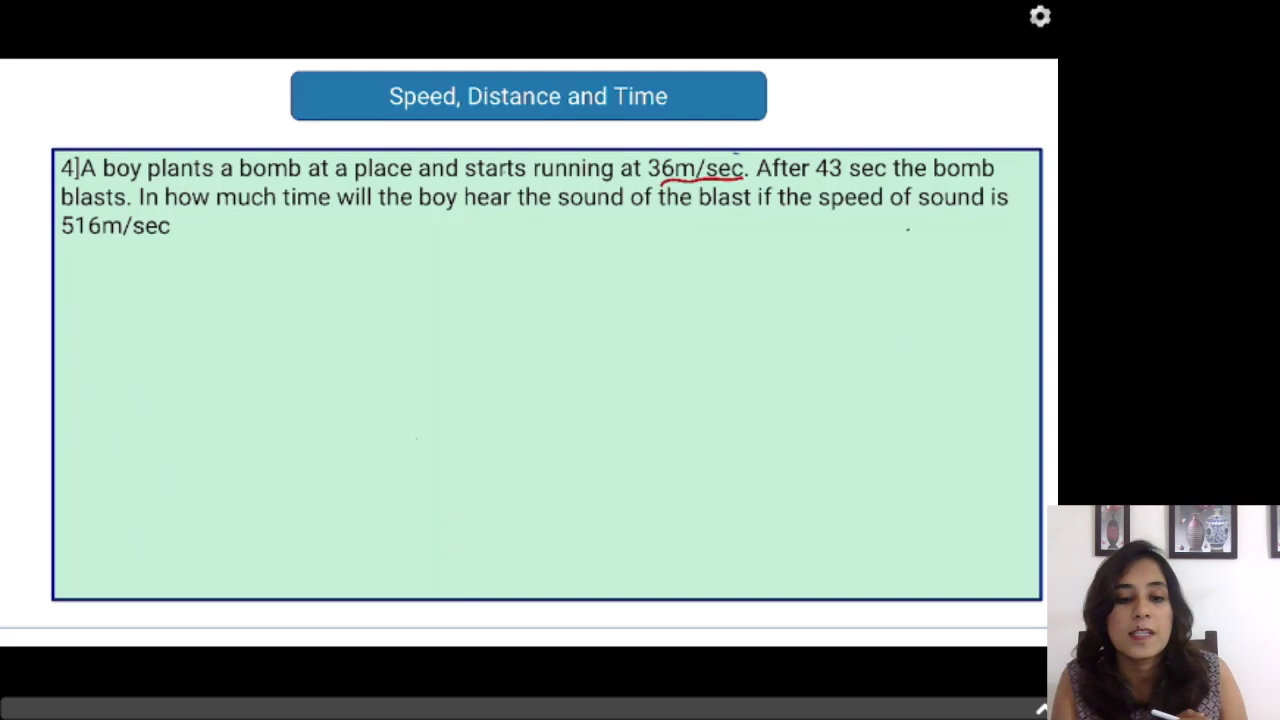 Speed, Distance and Time
4]A boy plants a bomb at a place and starts running at 36m/sec. After 43 sec the bomb
blasts. In how much time will the boy hear the sound of the blast if the speed of sound is
516m/sec